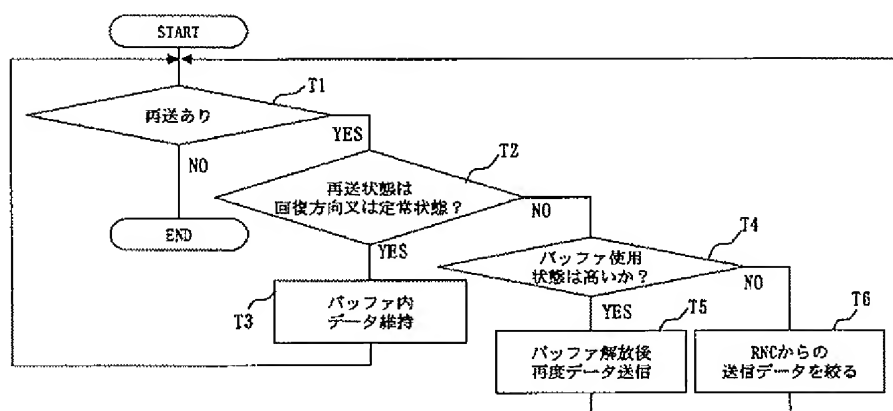 START
T1
再送あり
YES
NO
T2
再送状態は
回復方向又は定常状態？
NO
END
YES
T4
バッファ使用
状態は高いか？
NO
T3
バッファ内
データ維持
YES
T5
T6
バッファ解放後
再度データ送信
RNCからの
送信データを絞る